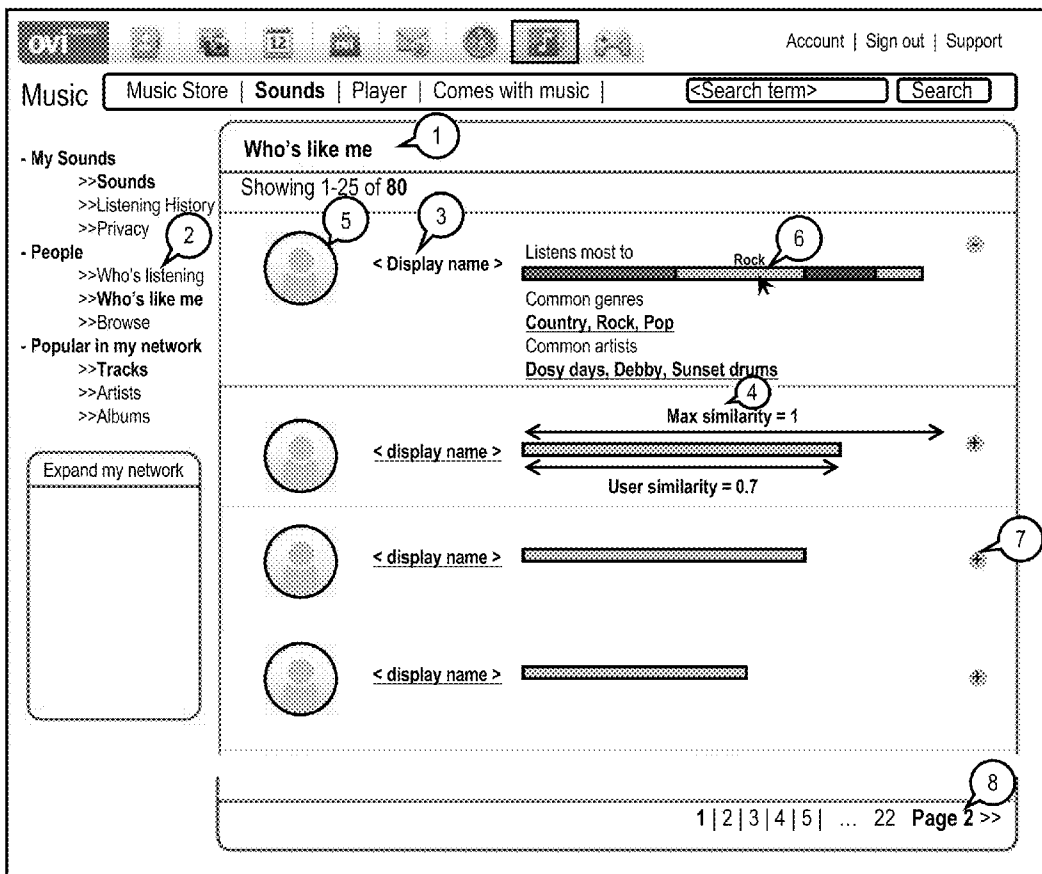 ovi
12
Account | Sign out | Support
Music
Music Store | Sounds | Player | Comes with music |
<Search term>
Search
- My Sounds
>>Sounds
>>Listening History
>>Privacy
2
- People
>>Who's listening
>>Who's like me
>>Browse
- Popular in my network
>>Tracks
>>Artists
>>Albums
Expand my network
Who's like me
1
Showing 1-25 of 80
5
3
< Display name >
Listens most to
Rock
6
-
Common genres
Country, Rock, Pop
Common artists
Dosy days, Debby, Sunset drums
4
Max similarity = 1
< display name >
+
User similarity = 0.7
< display name >
+
7
< display name >
+
8
1 | 2 | 3 | 4 | 5 | ... 22 Page 2 >>